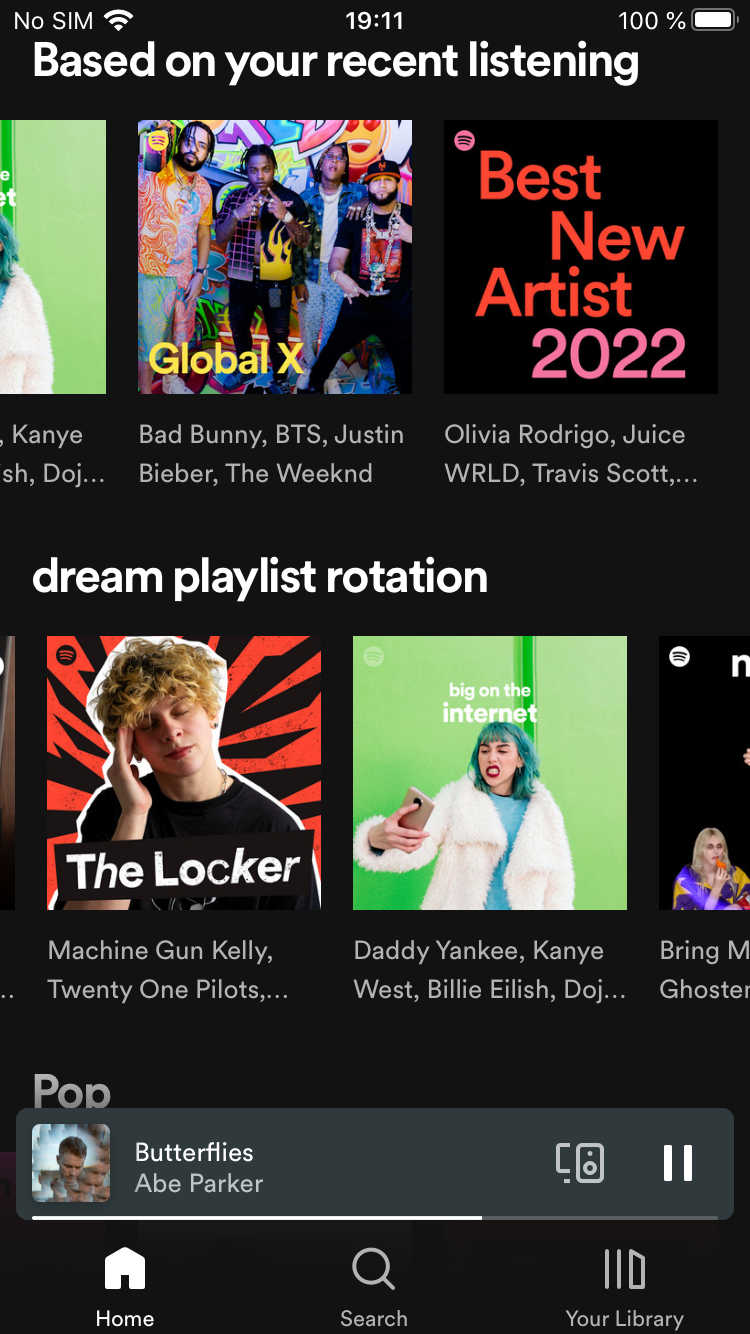 No SIM 19:11 100 %
Based on your recent listening
Global X
Best
New
Artist
2022
, Kanye
Bad Bunny, BTS, Justin
Olivia Rodrigo, Juice
Doj...
Bieber, The Weeknd
WRLD, Travis Scott,...
dream playlist rotation
big on the
internet
The Locker
Machine Gun Kelly,
Daddy Yankee, Kanye
Bring M
Twenty One Pilots,...
West, Billie Eilish, Doj...
Ghoster
Pop
Butterflies
Abe Parker
Home
Search
Your Library